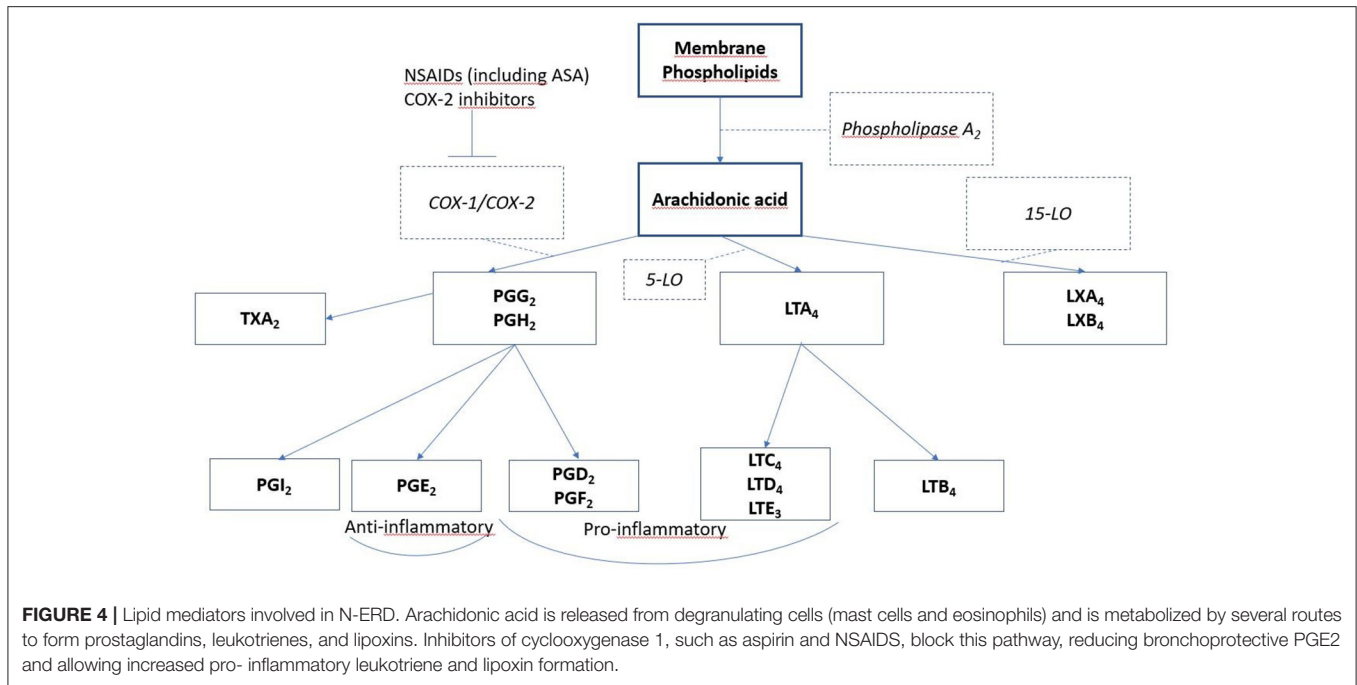 Membrane
Phospholipids
NSAIDs (including ASA)
COX-2 inhibitors
Phospholipase A₂
COX-1/COX-2
Arachidonic acid
15-LO
5-LO
TXA₂
PGG₂
PGH₂
LTA₄
LXA₄
LXB₄
PGI₂
PGE₂
PGD₂
PGF₂
LTC₄
LTD₄
LTE₃
LTB₄
Anti-inflammatory
Pro-inflammatory
FIGURE 4 | Lipid mediators involved in N-ERD. Arachidonic acid is released from degranulating cells (mast cells and eosinophils) and is metabolized by several routes
to form prostaglandins, leukotrienes, and lipoxins. Inhibitors of cyclooxygenase 1, such as aspirin and NSAIDS, block this pathway, reducing bronchoprotective PGE2
and allowing increased pro- inflammatory leukotriene and lipoxin formation.